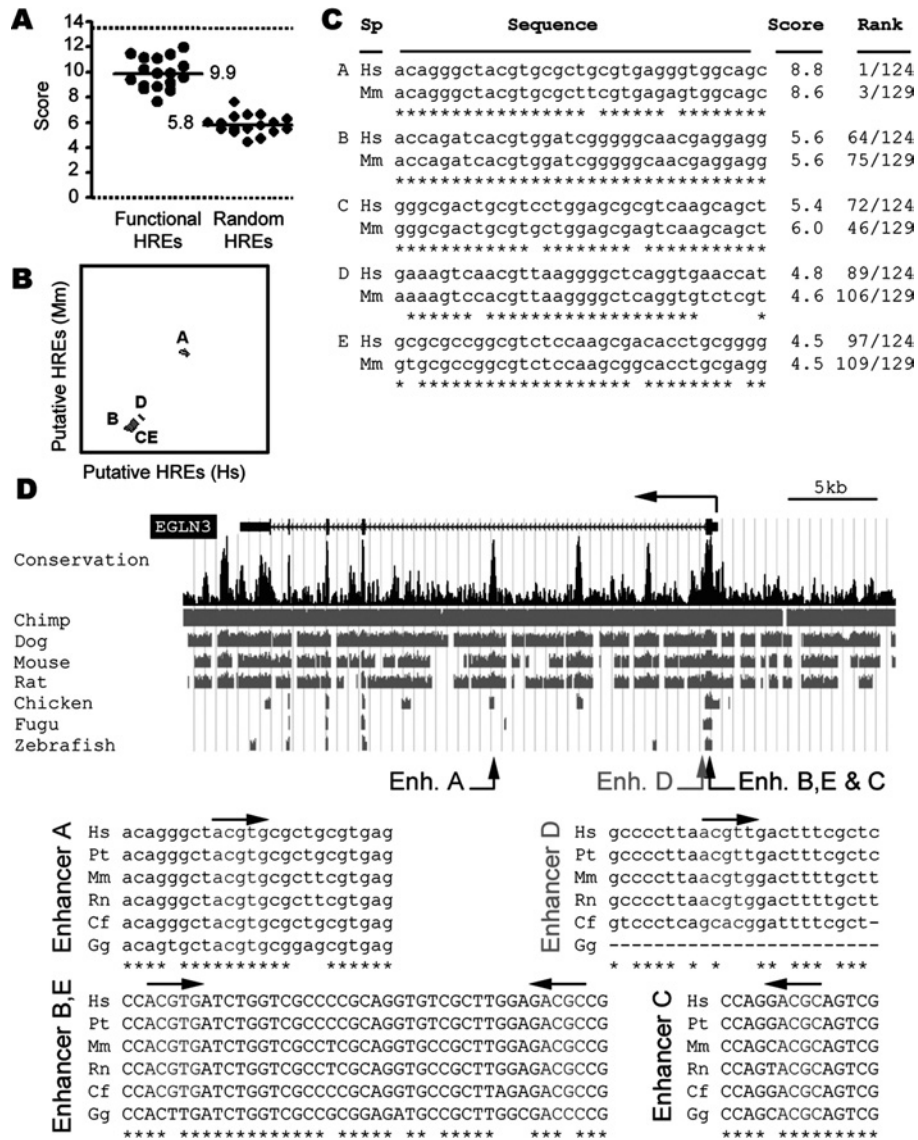 A
14
12
10
8
6
4
2
0
Score
9.9
5.8
Functional HREs
Random HREs
B
Putative HREs (Mm)
Putative HREs (Hs)
A
D
B
CE
C
Sp Sequence Score Rank
A Hs acagggctacgtgcgctgcgtgagggtggcagc 8.8 1/124
Mm acagggctacgtgcgcttcgtgagagtggcagc 8.6 3/129
***************** ****** ********
B Hs accagatcacgtggatcgggggcaacgaggagg 5.6 64/124
Mm accagatcacgtggatcgggggcaacgaggagg 5.6 75/129
*********************************
C Hs gggcgactgcgtcctggagcgcgtcaagcagct 5.4 72/124
Mm gggcgactgcgtgctggagcgagtcaagcagct 6.0 46/129
************ ******** ***********
D Hs gaaagtcaacgttaaggggctcaggtgaaccat 4.8 89/124
Mm aaaagtccacgttaaggggctcaggtgtctcgt 4.6 106/129
****** ******************* *
E Hs gcgcgccggcgtctccaagcgacacctgcgggg 4.5 97/124
Mm gtgcgccggcgtctccaagcggcacctgcgagg 4.5 109/129
* ******************* ******** **
D
5kb
EGLN3
Conservation
Chimp
Dog
Mouse
Rat
Chicken
Fugu
Zebrafish
Enh. A
Enh. D
Enh. B,E & C
Enhancer A
Hs acagggctacgtgcgctgcgtgag
Pt acagggctacgtgcgctgcgtgag
Mm acagggctacgtgcgcttcgtgag
Rn acagggctacgtgcgcttcgtgag
Cf acagggctacgtgcgctgcgtgag
Gg acagtgctacgtgcggagcgtgag
**** ********** *******
Enhancer D
Hs gccccttaacgttgactttcgctc
Pt gccccttaacgttgactttcgctc
Mm gccccttaacgtggacttttgctt
Rn gccccttaacgtggacttttgctt
Cf gtccctcagcacggattttcgct-
Gg ------------------------
* **** * * ** **** ***
Enhancer B,E
Hs CCACGTGATCTGGTCGCCCCGCAGGTGTCGCTTGGAGACGCCG
Pt CCACGTGATCTGGTCGCCCCGCAGGTGTCGCTTGGAGACGCCG
Mm CCACGTGATCTGGTCGCCTCGCAGGTGCCGCTTGGAGACGCCG
Rn CCACGTGATCTGGTCGCCTCGCAGGTGCCGCTTGGAGACGCCG
Cf CCACGTGATCTGGTCGCCCCGCAGGTGCCGCTTAGAGACGCCG
Gg CCACTTGATCTGGTCGCCGCGGAGATGCCGCTTGGCGACCCCG
**** ************* ** ** ** ***** * *** ***
Enhancer C
Hs CCAGGACGCAGTCG
Pt CCAGGACGCAGTCG
Mm CCAGCACGCAGTCG
Rn CCAGTACGCAGTCG
Cf CCAGGACGCAGTCG
Gg CCAGCACGCAGTCG
**** *********